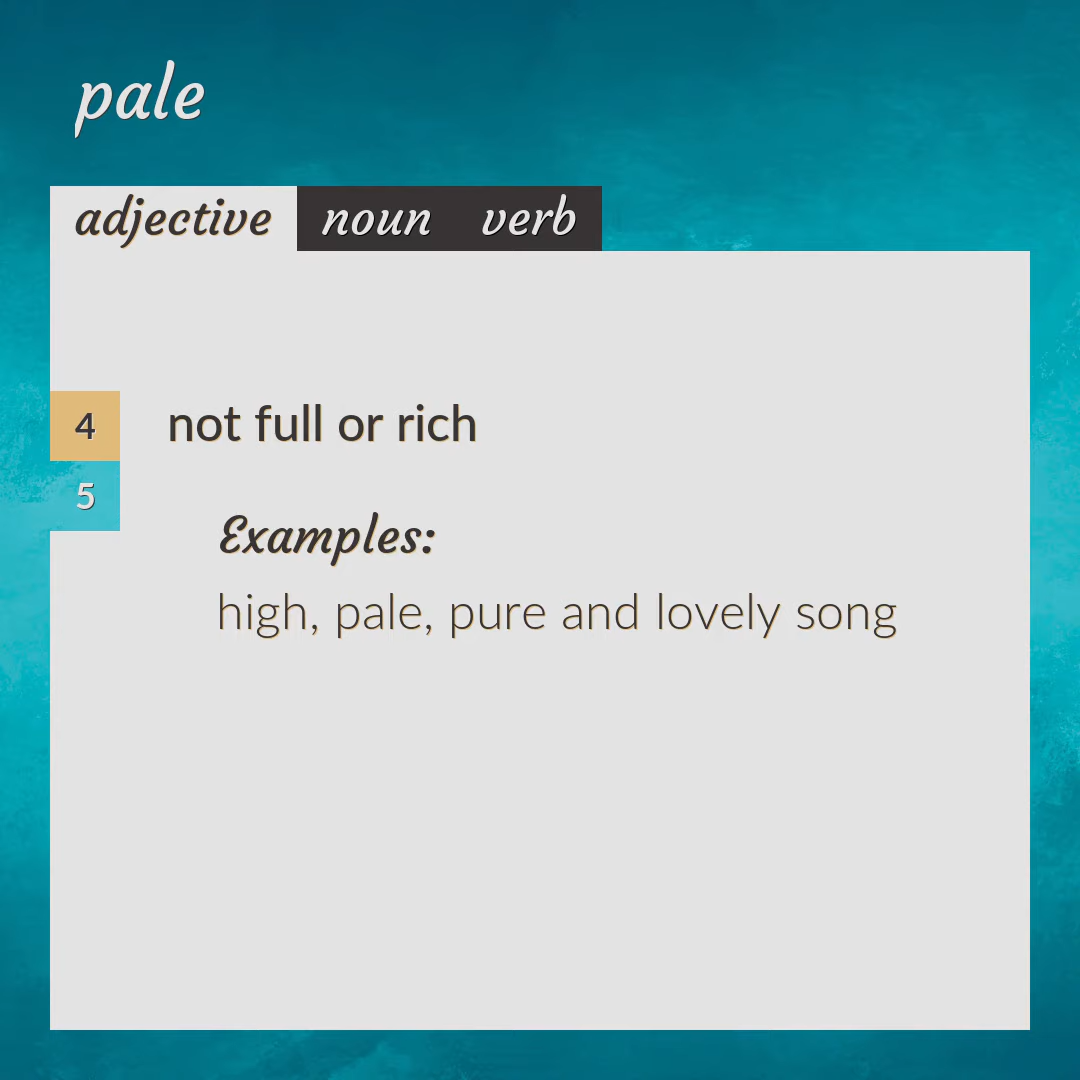 pale
adjective noun verb
4 not full or rich
5
Examples:
high, pale, pure and lovely song